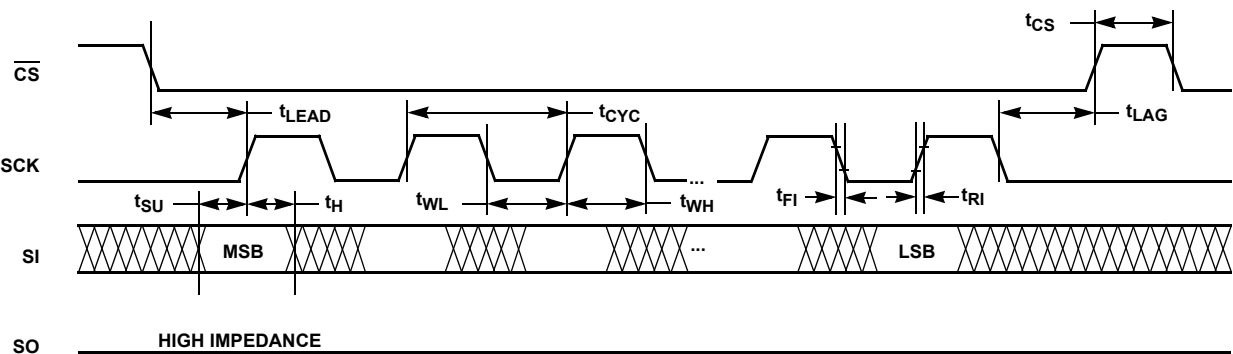 tCS
CS
tLEAD
tCYC
tLAG
SCK
...
tSU
tH
tWL
tWH
tFI
tRI
SI
MSB
...
LSB
SO
HIGH IMPEDANCE